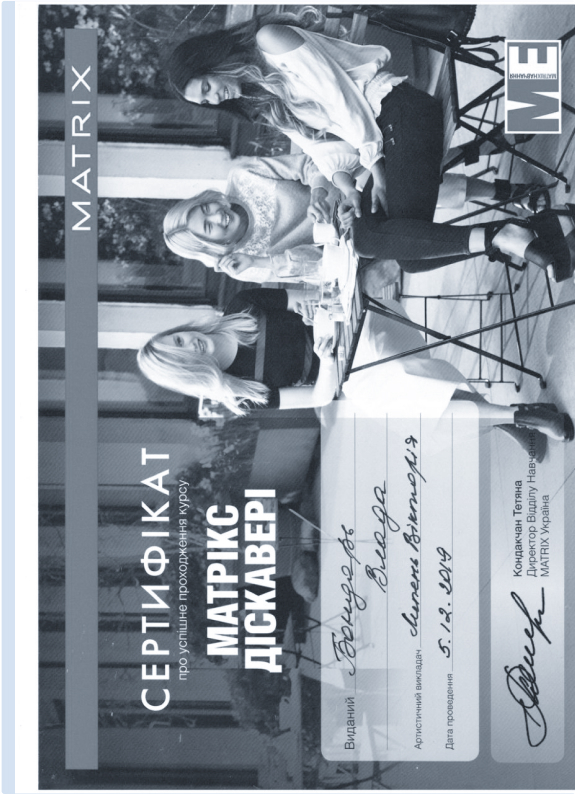 MATRIX
СЕРТИФІКАТ
про успішне проходження курсу
МАТРІКС
ДІСКАВЕРІ
Виданий Бондарь
Влада
Артистичний викладач Вікторія
Дата проведення 5.12.2019
Кондакчан Тетяна
Директор Відділу Навчання
MATRIX Україна
ME